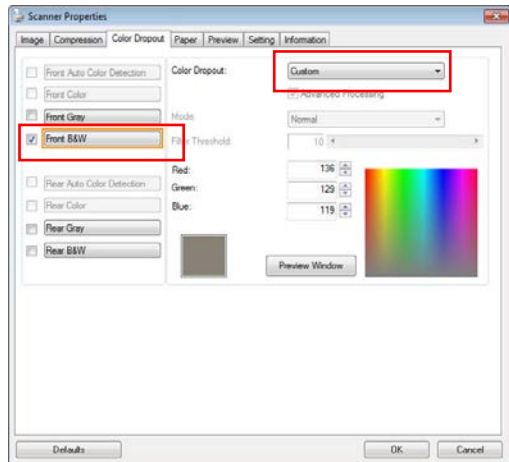 Scanner Properties
Image Compression Color Dropout Paper Preview Setting Information
Front Auto Color Detection
Front Color
Front Gray
Front B&W
Rear Auto Color Detection
Rear Color
Rear Gray
Rear B&W
Color Dropout: Custom
Advanced Processing
Mode: Normal
Filter Threshold: 10
Red: 136
Green: 129
Blue: 119
Preview Window
Defaults OK Cancel